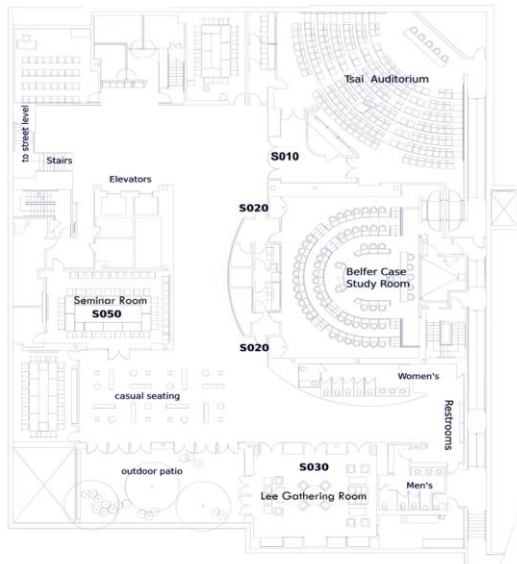 Tsai  Auditorium
to street level
Stairs
S010
Elevators
S020
Belfer Case
Study Room
Seminar Room
S050
S020
Women's
casual seating
Restrooms
outdoor patio
S030
Lee Gathering Room
Men's